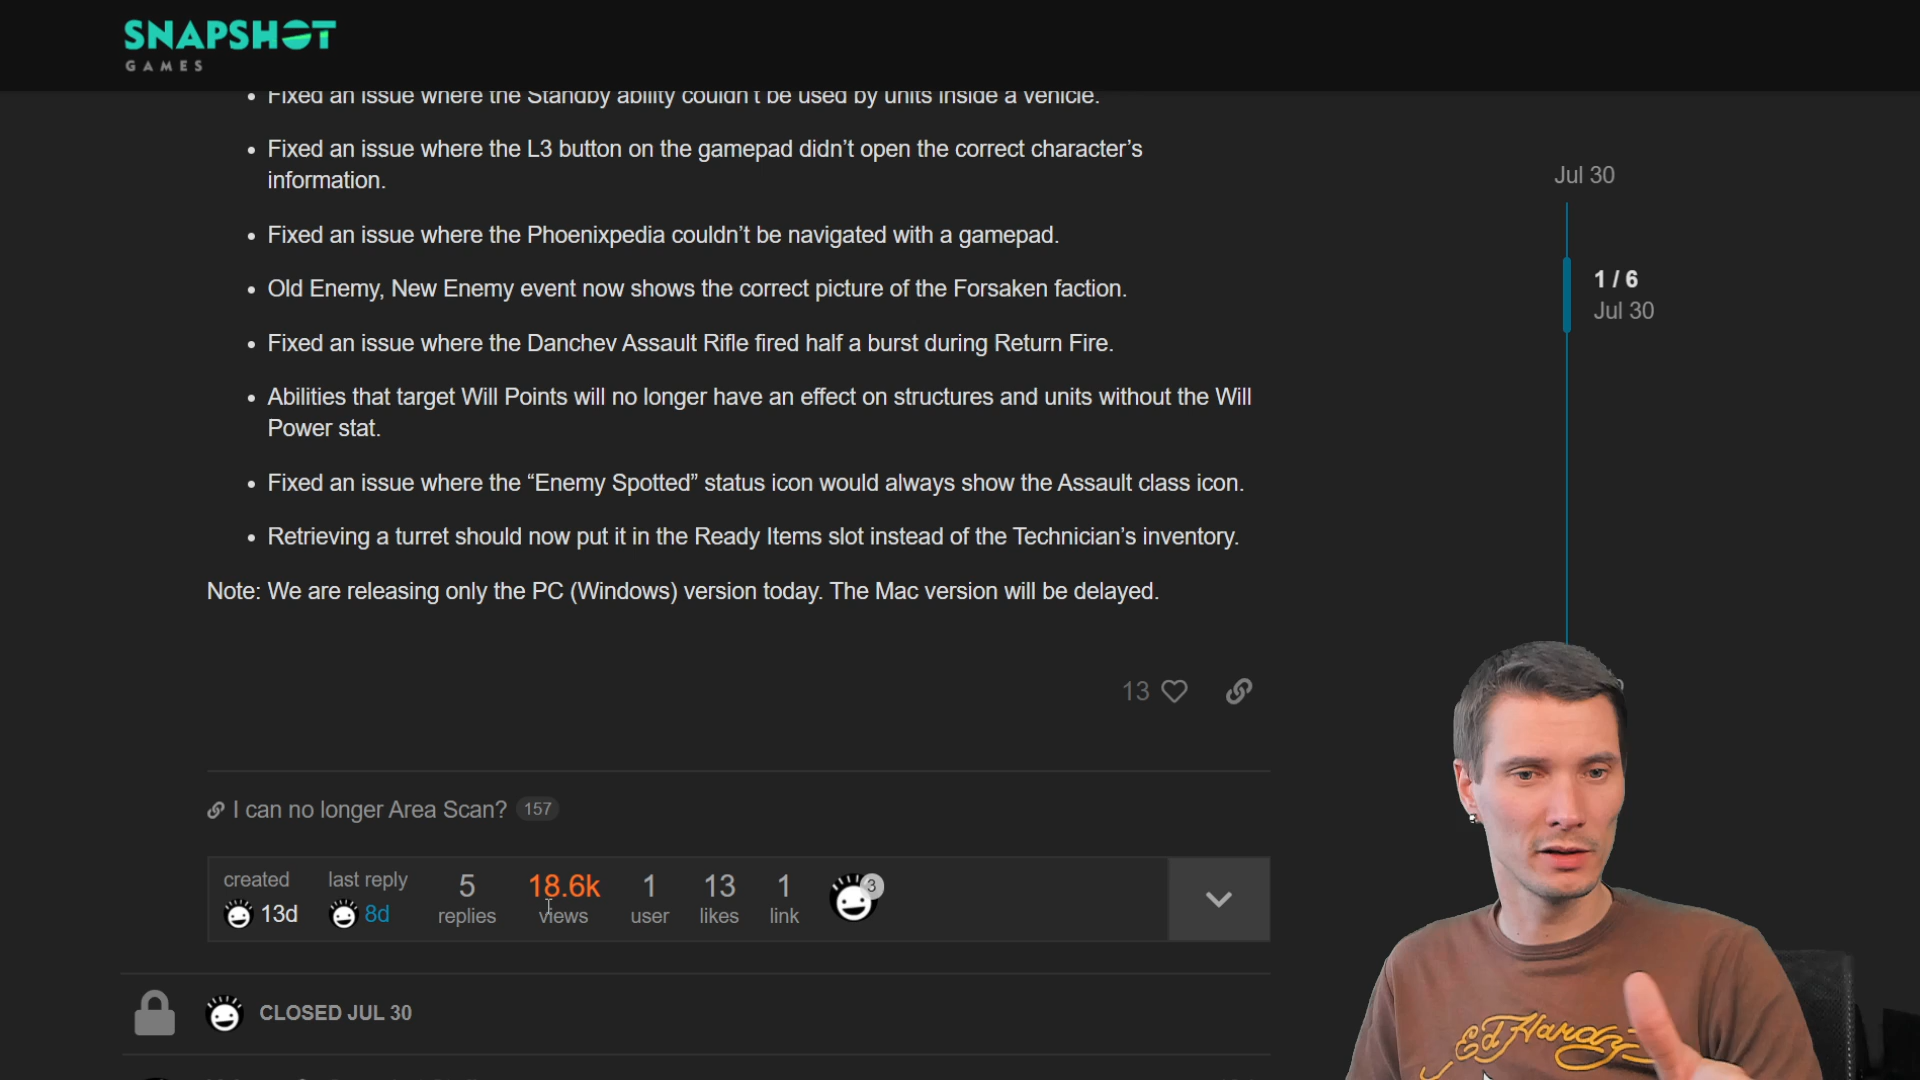 SNAPSHOT
GAMES
• Fixed an issue where the Standby ability couldn't be used by units inside a vehicle.
• Fixed an issue where the L3 button on the gamepad didn’t open the correct character’s
information.
• Fixed an issue where the Phoenixpedia couldn’t be navigated with a gamepad.
• Old Enemy, New Enemy event now shows the correct picture of the Forsaken faction.
• Fixed an issue where the Danchev Assault Rifle fired half a burst during Return Fire.
• Abilities that target Will Points will no longer have an effect on structures and units without the Will
Power stat.
• Fixed an issue where the “Enemy Spotted” status icon would always show the Assault class icon.
• Retrieving a turret should now put it in the Ready Items slot instead of the Technician’s inventory.
Note: We are releasing only the PC (Windows) version today. The Mac version will be delayed.
Jul 30
1 / 6
Jul 30
13
I can no longer Area Scan? 157
created last reply 5 18.6k 1 13 1 3
13d 8d replies views user likes link
CLOSED JUL 30
Ed Hardy